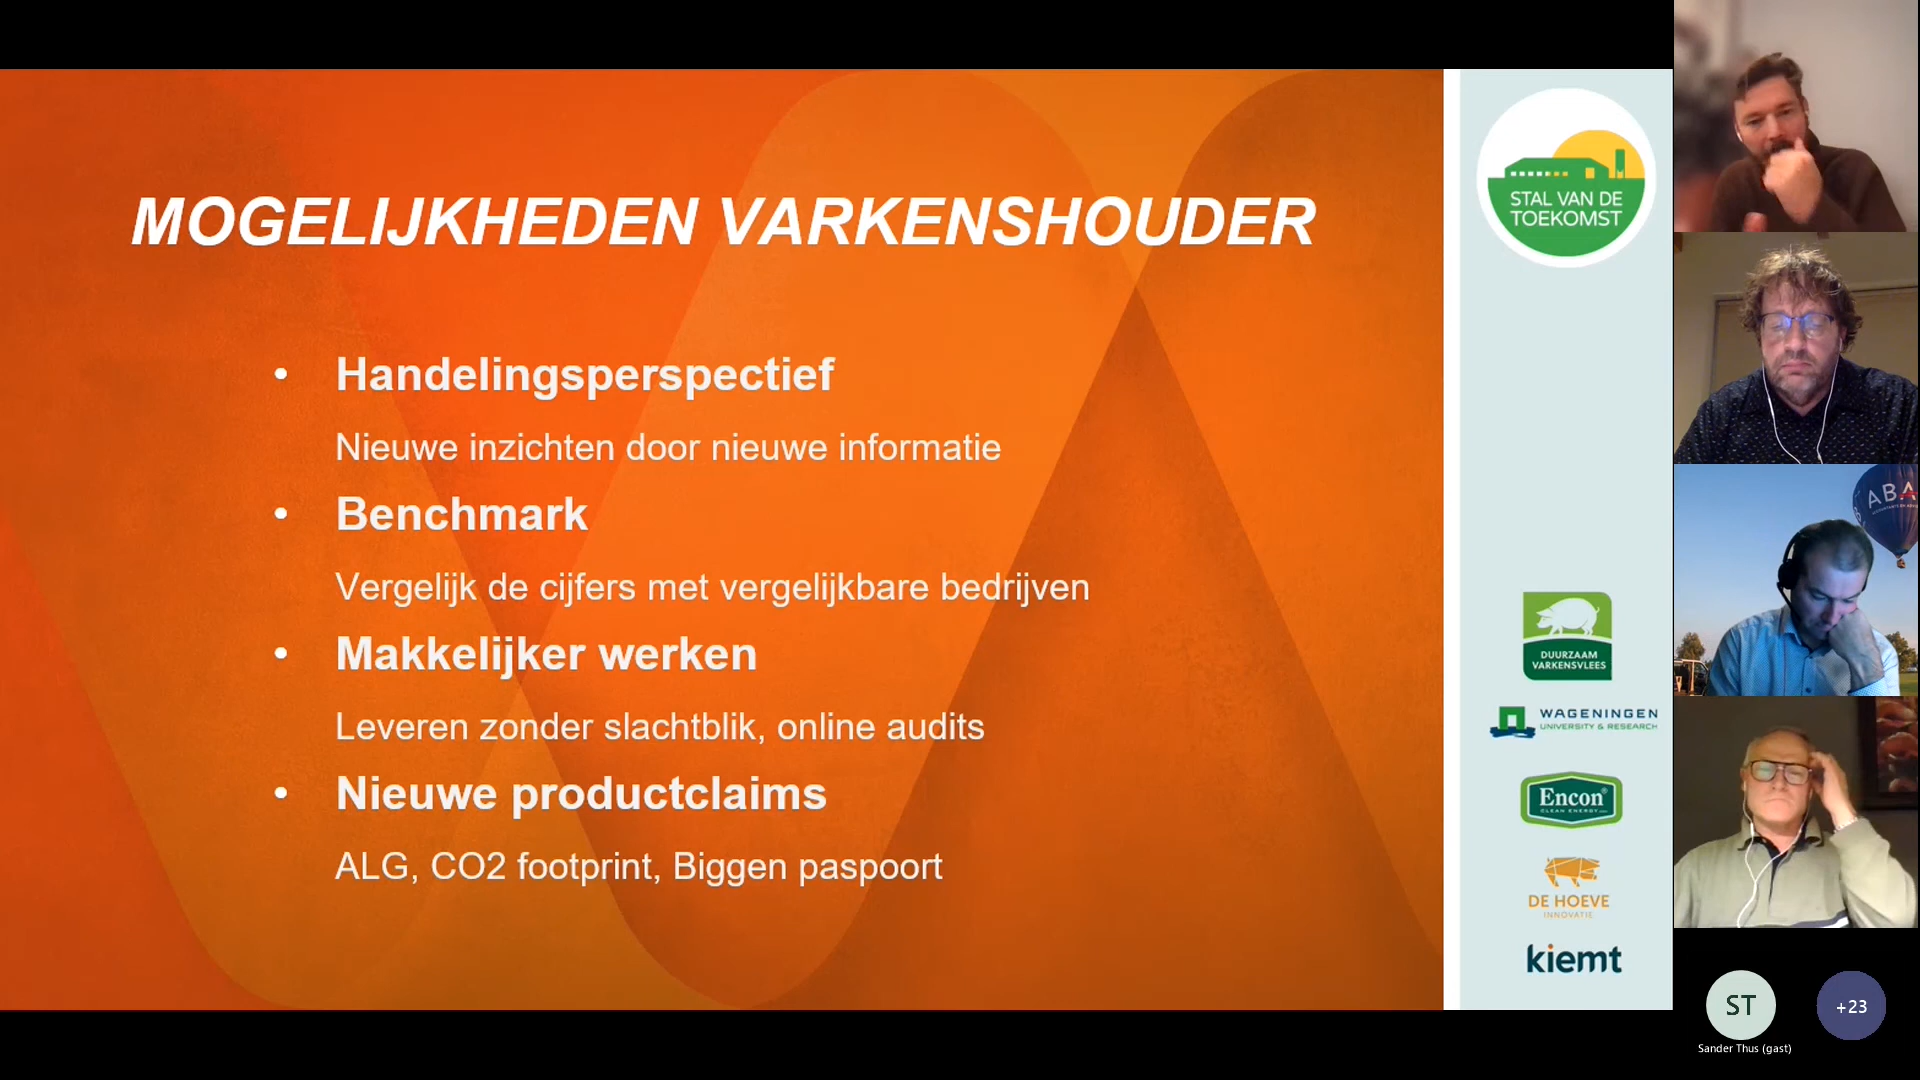 MOGELIJKHEDEN VARKENSHOUDER
• Handelingsperspectief
Nieuwe inzichten door nieuwe informatie
• Benchmark
Vergelijk de cijfers met vergelijkbare bedrijven
• Makkelijker werken
Leveren zonder slachtblik, online audits
• Nieuwe productclaims
ALG, CO2 footprint, Biggen paspoort
STAL VAN DE
TOEKOMST
DUURZAAM
VARKENSVLEES
WAGENINGEN
UNIVERSITY & RESEARCH
Encon®
CLEAN ENERGY
DE HOEVE
INNOVATIE
kiemt
ABA
ST
+23
Sander Thus (gast)